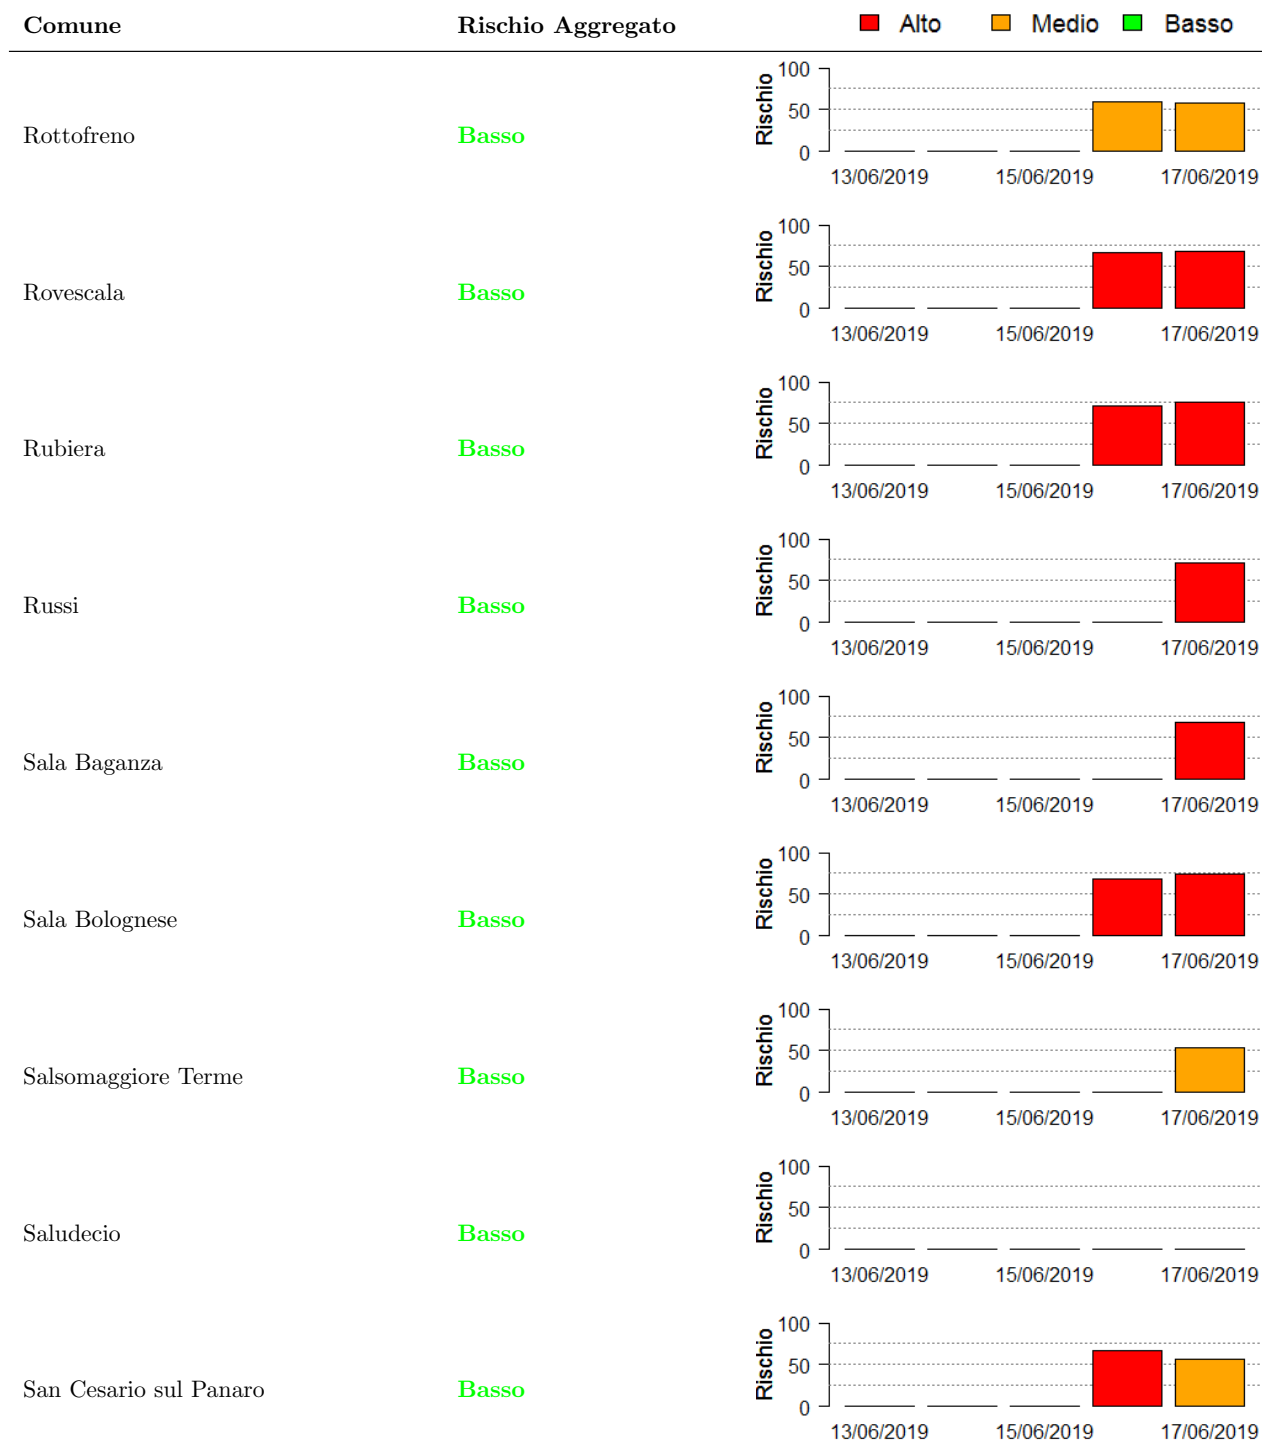 Comune Rischio Aggregato Alto Medio Basso
100
50
0
Rischio
Rottofreno Basso
13/06/2019 15/06/2019 17/06/2019
100
50
0
Rischio
Rovescala Basso
13/06/2019 15/06/2019 17/06/2019
100
50
0
Rischio
Rubiera Basso
13/06/2019 15/06/2019 17/06/2019
100
50
0
Rischio
Russi Basso
13/06/2019 15/06/2019 17/06/2019
100
50
0
Rischio
Sala Baganza Basso
13/06/2019 15/06/2019 17/06/2019
100
50
0
Rischio
Sala Bolognese Basso
13/06/2019 15/06/2019 17/06/2019
100
50
0
Rischio
Salsomaggiore Terme Basso
13/06/2019 15/06/2019 17/06/2019
100
50
0
Rischio
Saludecio Basso
13/06/2019 15/06/2019 17/06/2019
100
50
0
Rischio
San Cesario sul Panaro Basso
13/06/2019 15/06/2019 17/06/2019